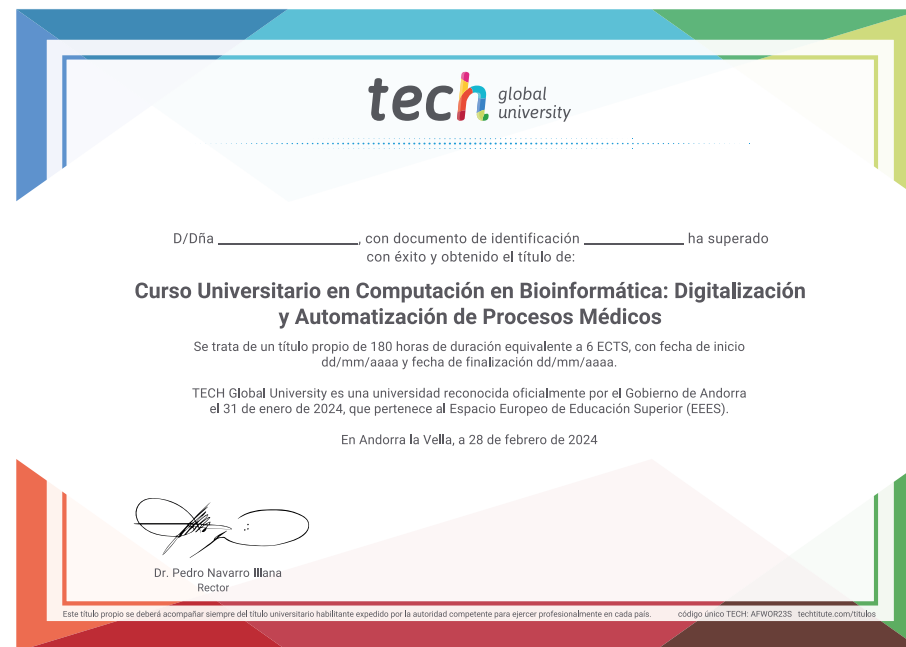 tech global university
D/Dña ____________________, con documento de identificación ______________ ha superado
con éxito y obtenido el título de:
Curso Universitario en Computación en Bioinformática: Digitalización
y Automatización de Procesos Médicos
Se trata de un título propio de 180 horas de duración equivalente a 6 ECTS, con fecha de inicio
dd/mm/aaaa y fecha de finalización dd/mm/aaaa.
TECH Global University es una universidad reconocida oficialmente por el Gobierno de Andorra
el 31 de enero de 2024, que pertenece al Espacio Europeo de Educación Superior (EEES).
En Andorra la Vella, a 28 de febrero de 2024
Dr. Pedro Navarro Illana
Rector
Este título propio se deberá acompañar siempre del título universitario habilitante expedido por la autoridad competente para ejercer profesionalmente en cada país. código único TECH: AFWOR23S techtitute.com/titulos